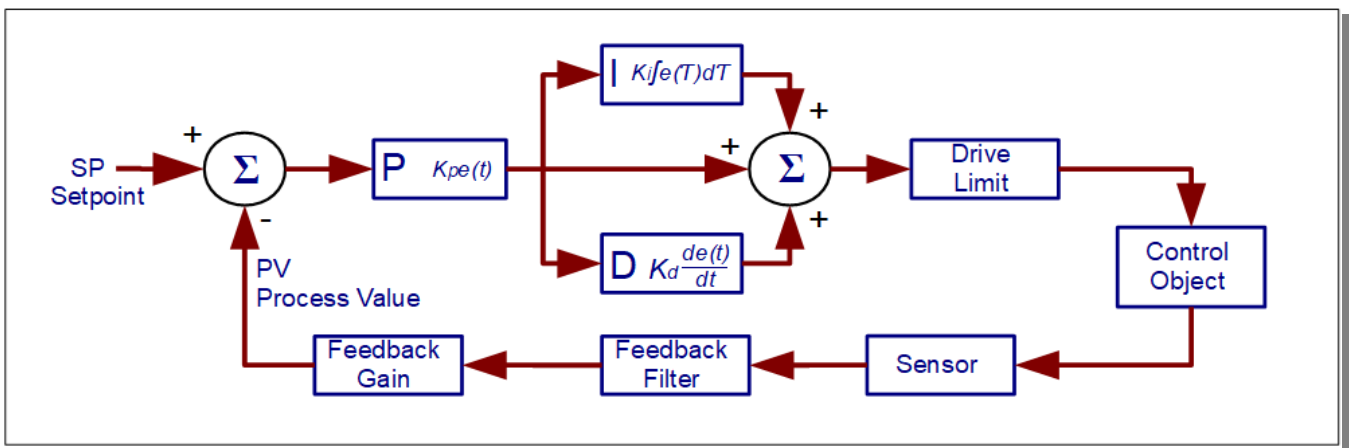 I Ki∫e(T)dT
+
+
+
SP
Setpoint
Σ
P Kpe(t)
Σ
Drive
Limit
-
+
D Kd de(t)/dt
Control
Object
PV
Process Value
Feedback
Gain
Feedback
Filter
Sensor